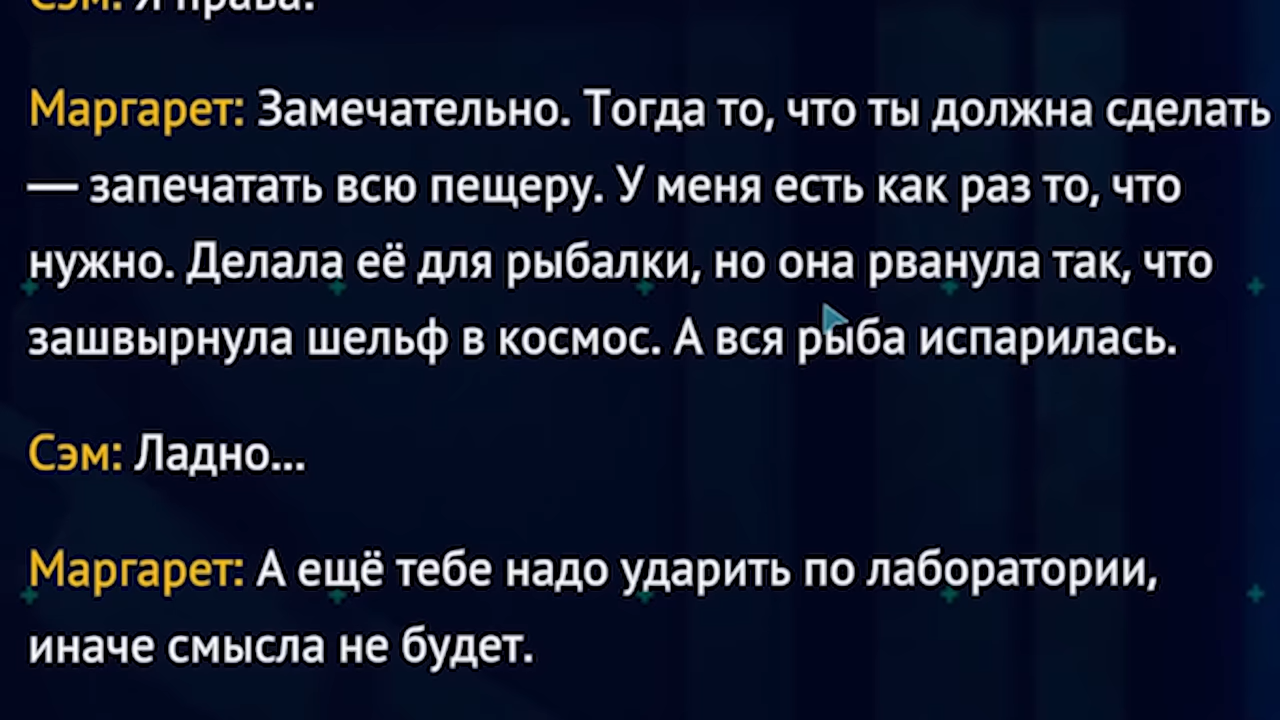 Сэм: Я права.
Маргарет: Замечательно. Тогда то, что ты должна сделать
— запечатать всю пещеру. У меня есть как раз то, что
нужно. Делала её для рыбалки, но она рванула так, что
зашвырнула шельф в космос. А вся рыба испарилась.
Сэм: Ладно...
Маргарет: А ещё тебе надо ударить по лаборатории,
иначе смысла не будет.